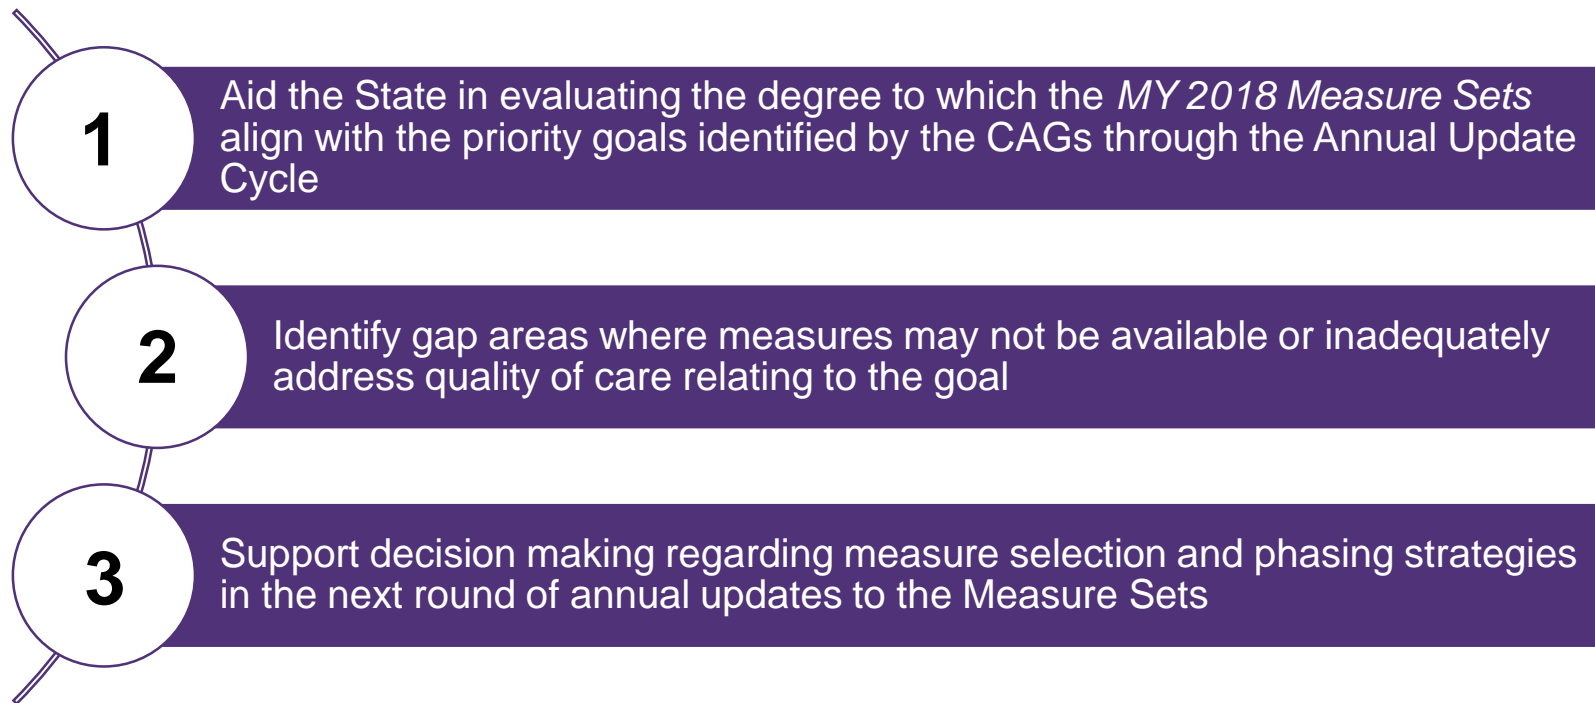 1
Aid the State in evaluating the degree to which the MY 2018 Measure Sets
align with the priority goals identified by the CAGs through the Annual Update
Cycle
2
Identify gap areas where measures may not be available or inadequately
address quality of care relating to the goal
3
Support decision making regarding measure selection and phasing strategies
in the next round of annual updates to the Measure Sets